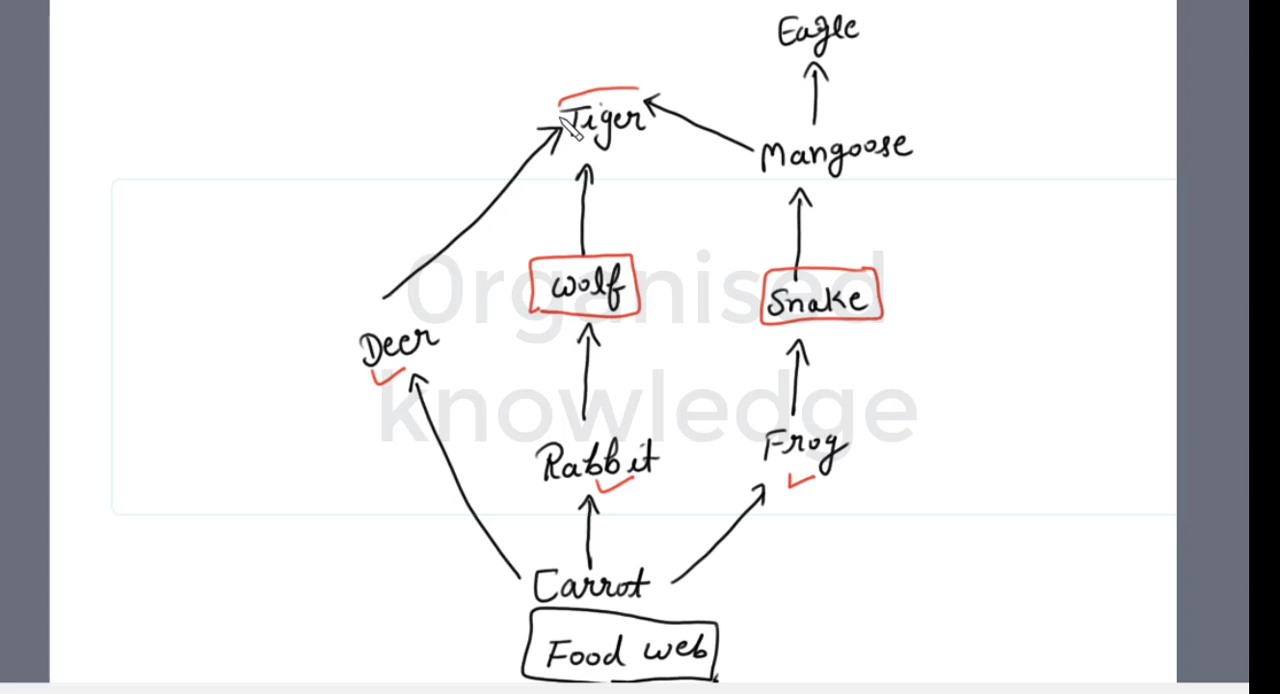 Eagle
Tiger
Mangoose
Wolf
Snake
Organised
Deer
knowledge
Rabbit
Frog
Carrot
Food web